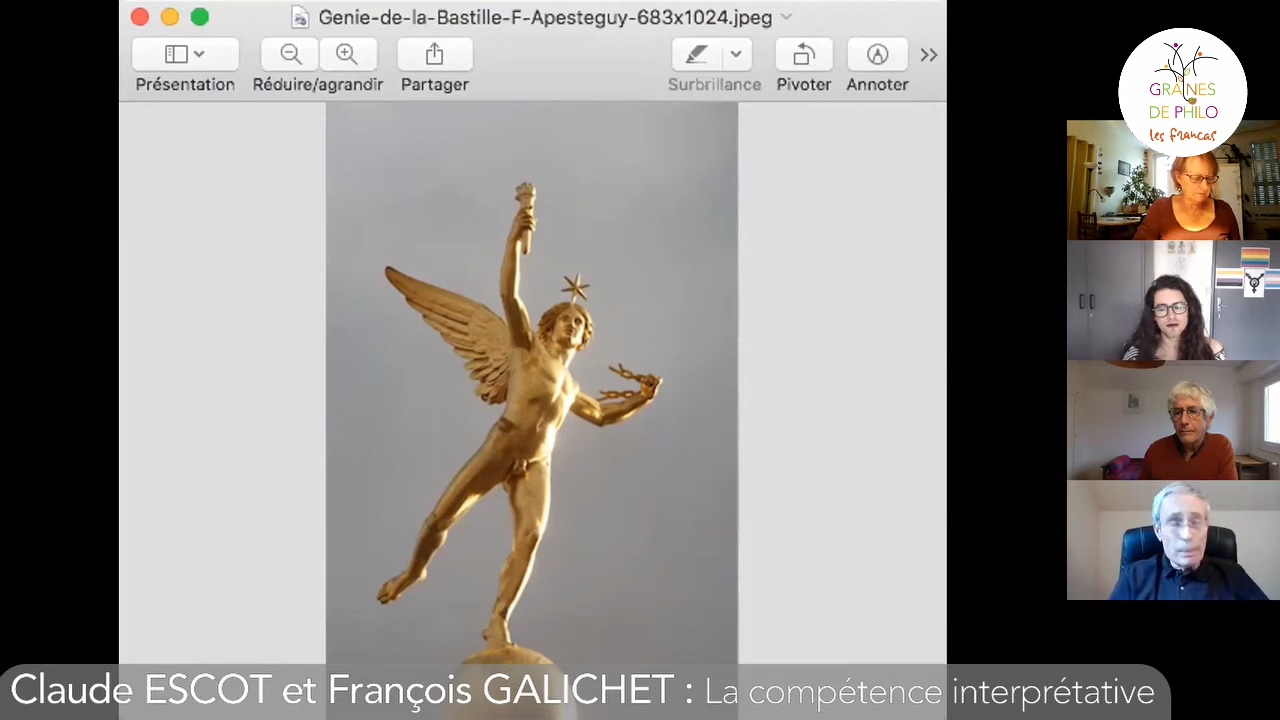 Genie-de-la-Bastille-F-Apesteguy-683x1024.jpeg
Présentation Réduire/agrandir Partager Surbrillance Pivoter Annoter
GRAINES
DE PHILO
les francas
Claude ESCOT et François GALICHET : La compétence interprétative